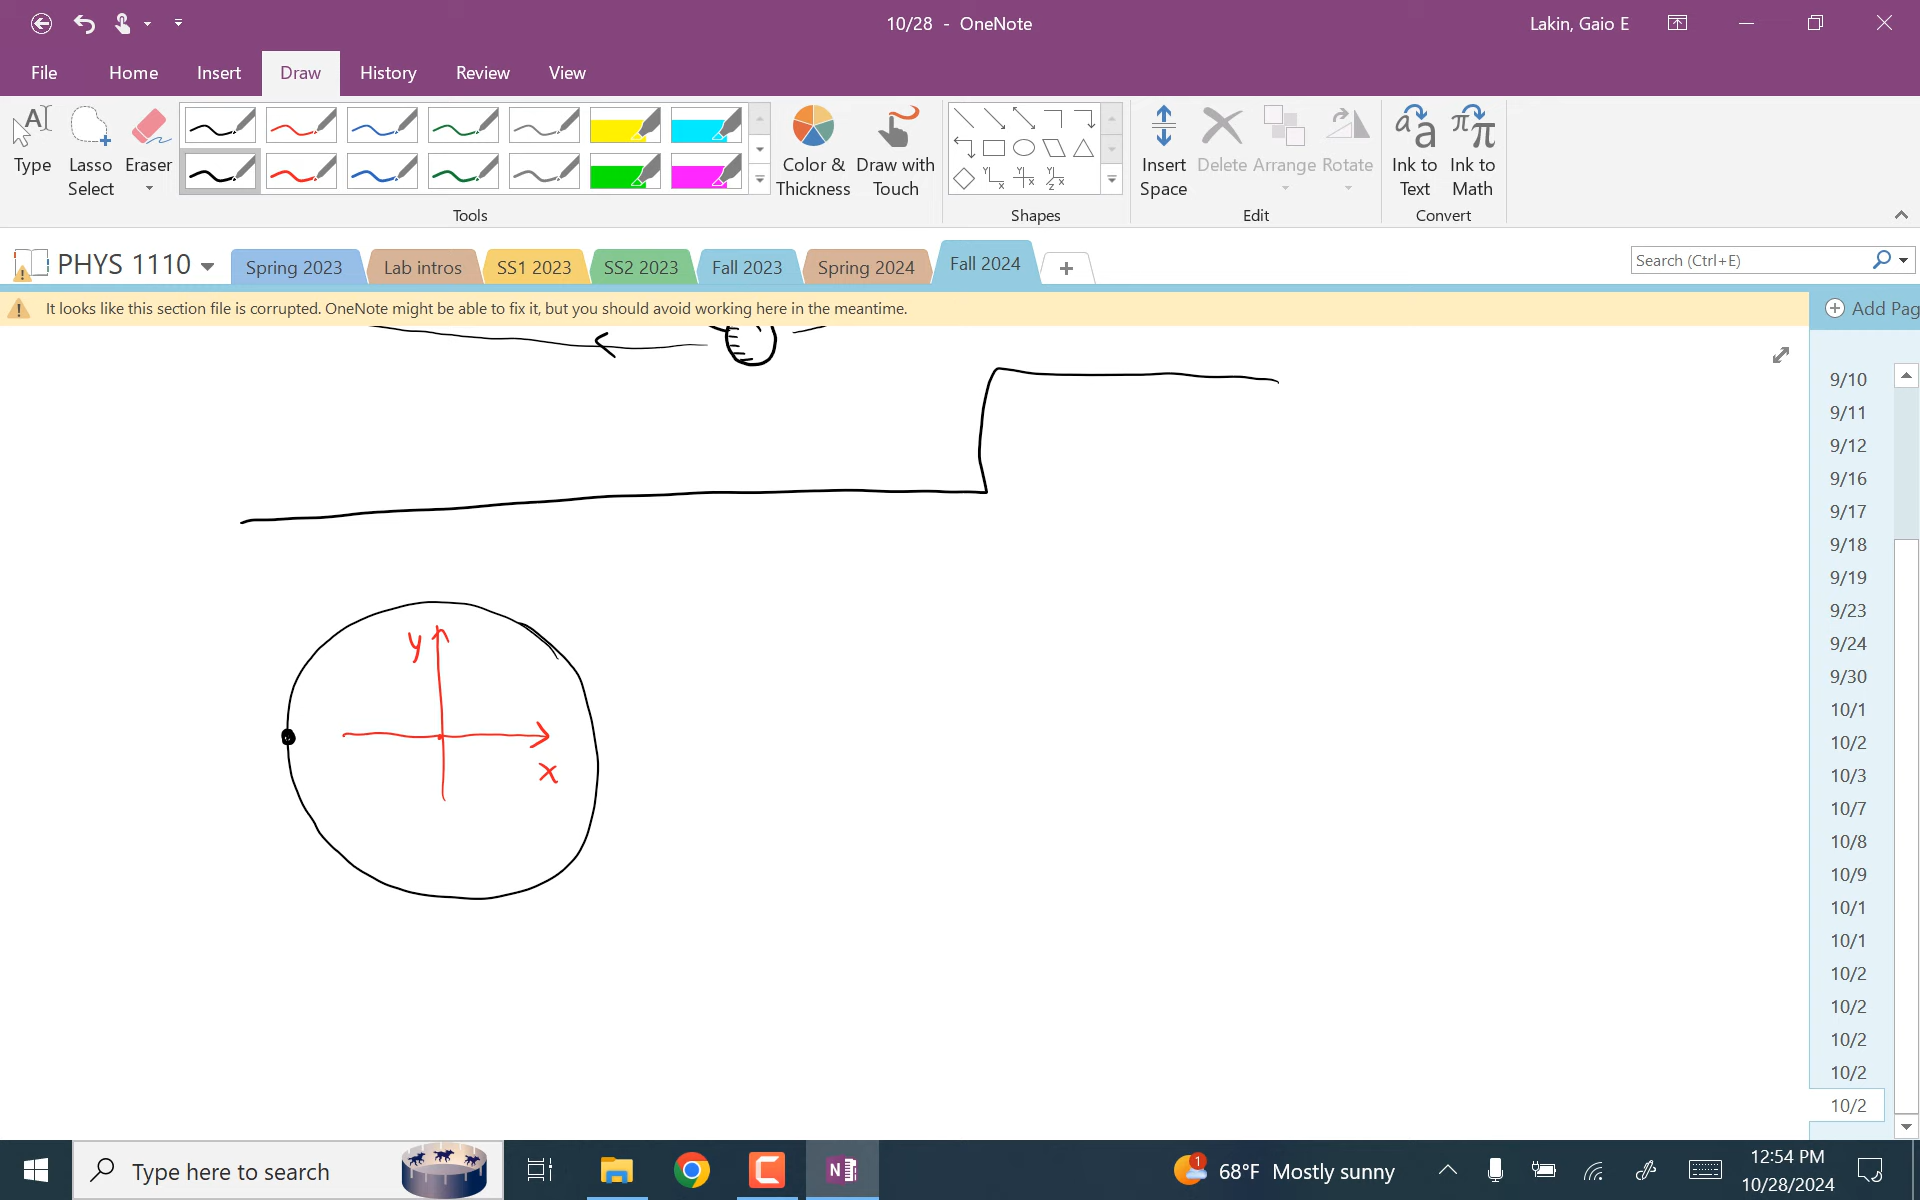 10/28 - OneNote
Lakin, Gaio E
File Home Insert Draw History Review View
Type
Lasso Select
Eraser
Color & Thickness
Draw with Touch
Insert Space
Delete
Arrange
Rotate
Ink to Text
Ink to Math
Tools
Shapes
Edit
Convert
PHYS 1110
Spring 2023
Lab intros
SS1 2023
SS2 2023
Fall 2023
Spring 2024
Fall 2024
Search (Ctrl+E)
It looks like this section file is corrupted. OneNote might be able to fix it, but you should avoid working here in the meantime.
Add Pag
9/10
9/11
9/12
9/16
9/17
9/18
9/19
9/23
9/24
9/30
10/1
10/2
10/3
10/7
10/8
10/9
10/1
10/1
10/2
10/2
10/2
10/2
10/2
y
x
Type here to search
1
68°F Mostly sunny
12:54 PM
10/28/2024